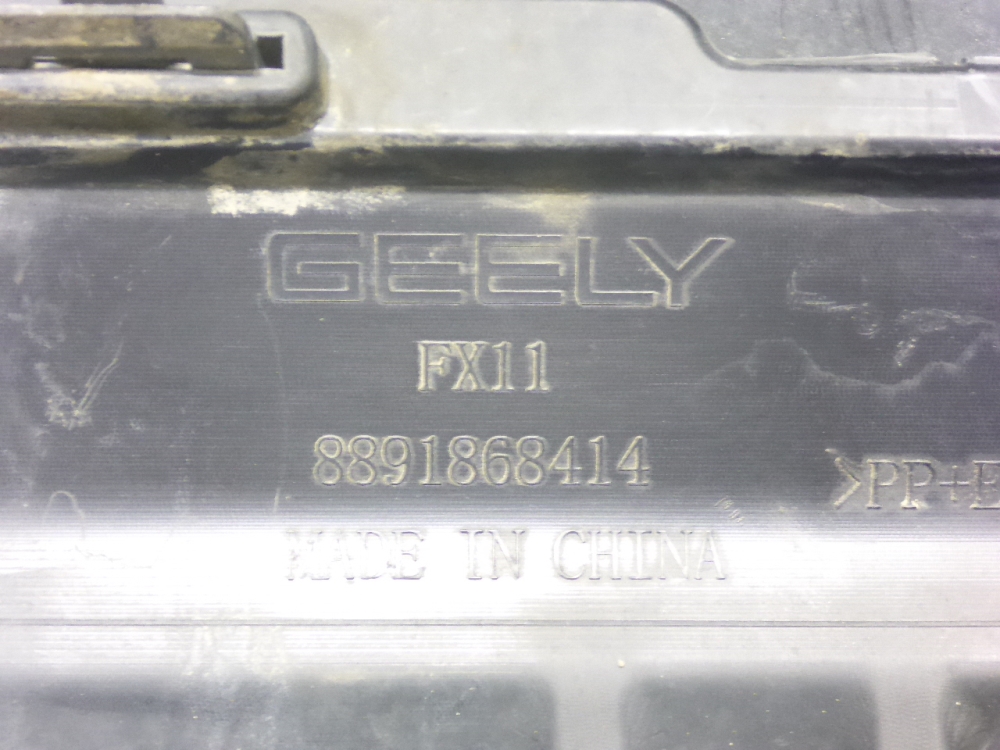 GEELY
FX11
8891868414
>PP+E
MADE IN CHINA